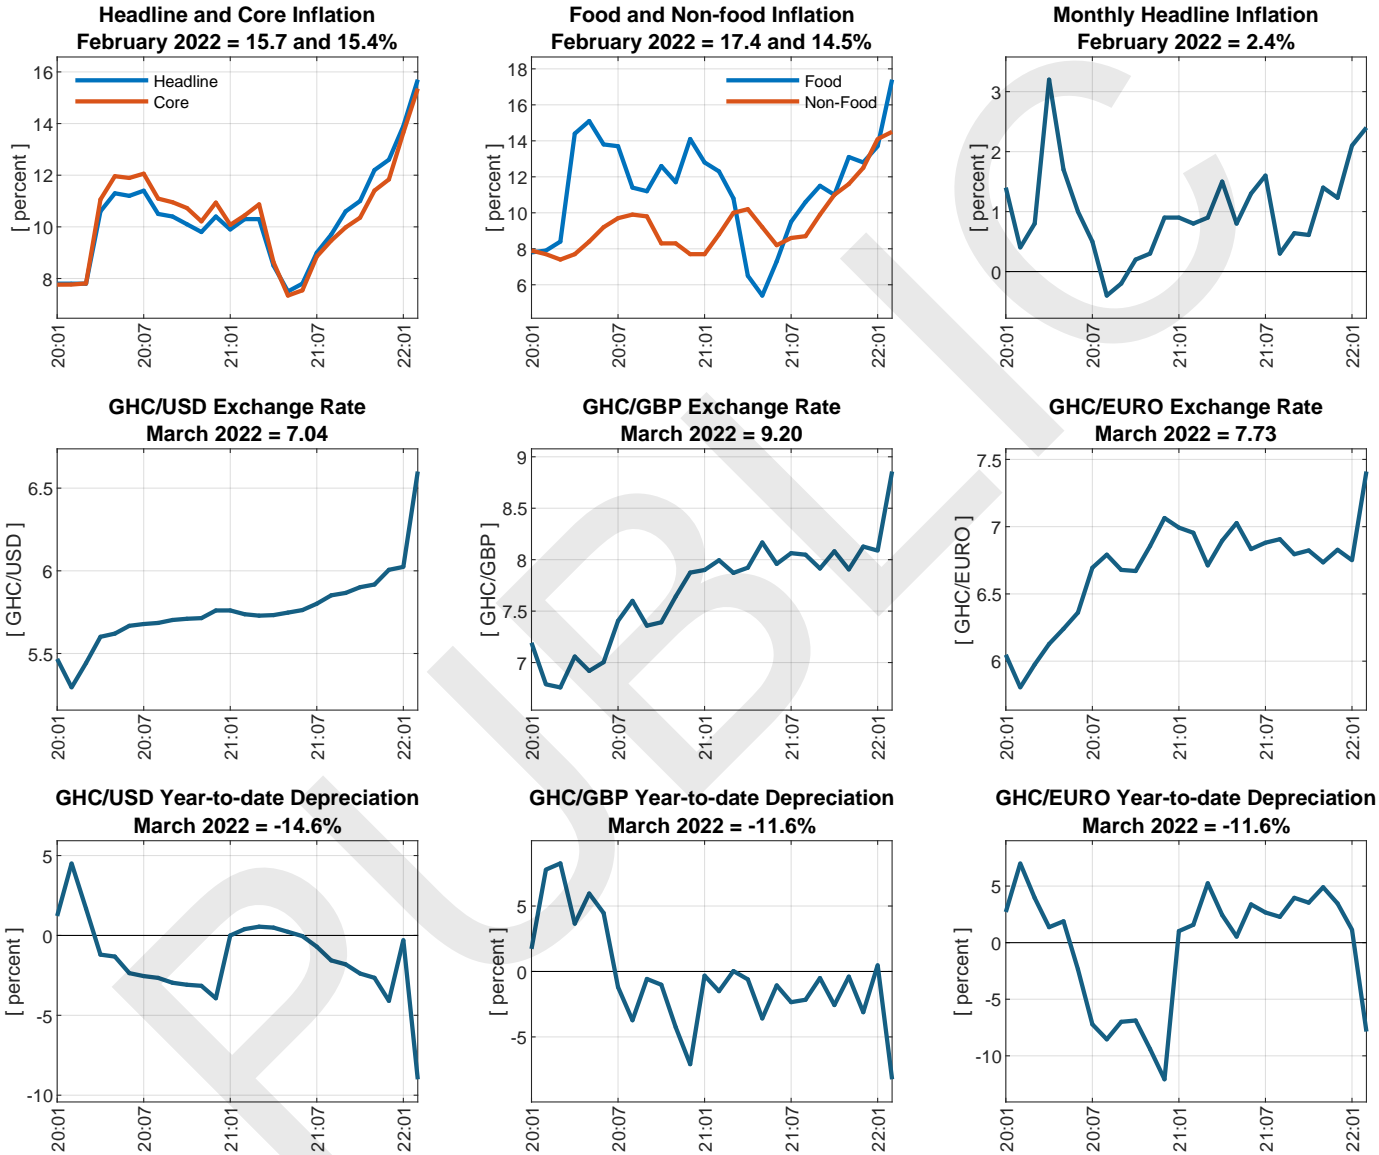 Headline and Core Inflation
February 2022 = 15.7 and 15.4%
[ percent ]
16
14
12
10
8
Headline
Core
20:01
20:07
21:01
21:07
22:01
Food and Non-food Inflation
February 2022 = 17.4 and 14.5%
[ percent ]
18
16
14
12
10
8
6
Food
Non-Food
20:01
20:07
21:01
21:07
22:01
Monthly Headline Inflation
February 2022 = 2.4%
[ percent ]
3
2
1
0
20:01
20:07
21:01
21:07
22:01
GHC/USD Exchange Rate
March 2022 = 7.04
[ GHC/USD ]
6.5
6
5.5
20:01
20:07
21:01
21:07
22:01
GHC/GBP Exchange Rate
March 2022 = 9.20
[ GHC/GBP ]
9
8.5
8
7.5
7
20:01
20:07
21:01
21:07
22:01
GHC/EURO Exchange Rate
March 2022 = 7.73
[ GHC/EURO ]
7.5
7
6.5
6
20:01
20:07
21:01
21:07
22:01
GHC/USD Year-to-date Depreciation
March 2022 = -14.6%
[ percent ]
5
0
-5
-10
20:01
20:07
21:01
21:07
22:01
GHC/GBP Year-to-date Depreciation
March 2022 = -11.6%
[ percent ]
5
0
-5
20:01
20:07
21:01
21:07
22:01
GHC/EURO Year-to-date Depreciation
March 2022 = -11.6%
[ percent ]
5
0
-5
-10
20:01
20:07
21:01
21:07
22:01
PUBLIC